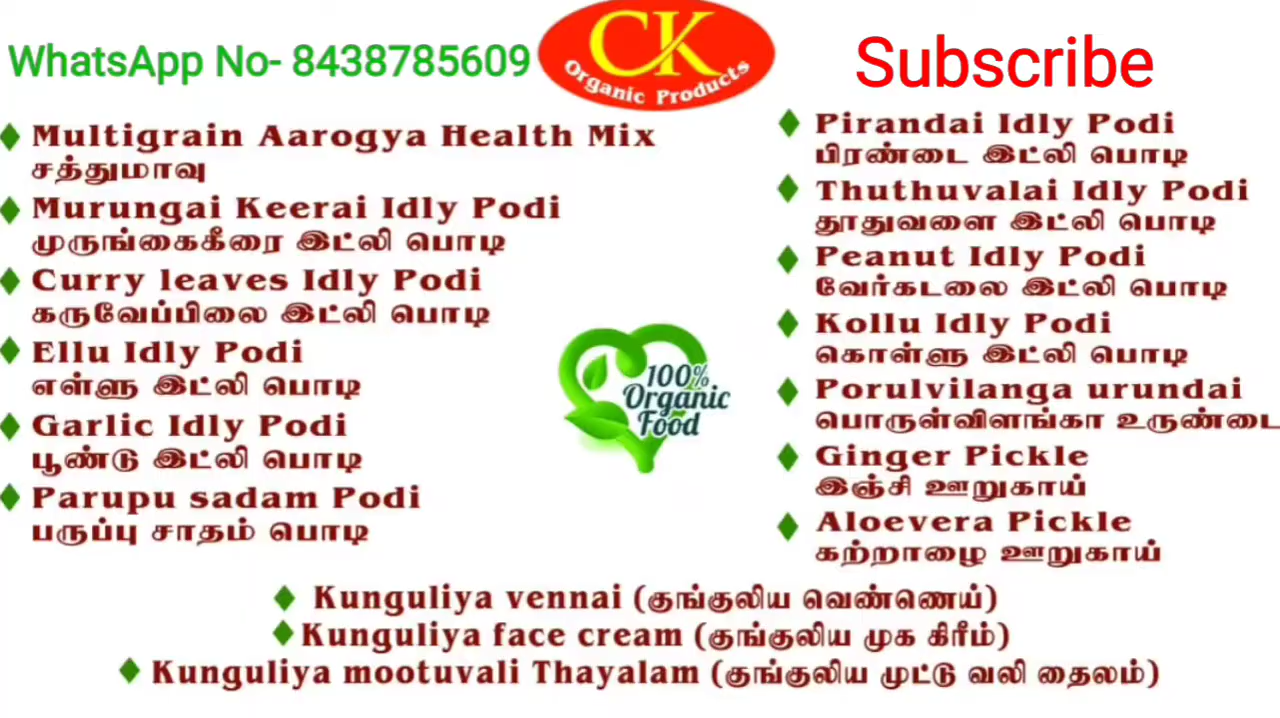 WhatsApp No- 8438785609
CK
Organic Products
Subscribe
Multigrain Aarogya Health Mix
சத்துமாவு
Murungai Keerai Idly Podi
முருங்கைகீரை இட்லி பொடி
Curry leaves Idly Podi
கருவேப்பிலை இட்லி பொடி
Ellu Idly Podi
எள்ளு இட்லி பொடி
Garlic Idly Podi
பூண்டு இட்லி பொடி
Parupu sadam Podi
பருப்பு சாதம் பொடி
100%
Organic
Food
Pirandai Idly Podi
பிரண்டை இட்லி பொடி
Thuthuvalai Idly Podi
தூதுவளை இட்லி பொடி
Peanut Idly Podi
வேர்கடலை இட்லி பொடி
Kollu Idly Podi
கொள்ளு இட்லி பொடி
Porulvilanga urundai
பொருள்விளங்கா உருண்டை
Ginger Pickle
இஞ்சி ஊறுகாய்
Aloevera Pickle
கற்றாழை ஊறுகாய்
Kunguliya vennai (குங்குலிய வெண்ணெய்)
Kunguliya face cream (குங்குலிய முக கிரீம்)
Kunguliya mootuvali Thayalam (குங்குலிய முட்டு வலி தைலம்)